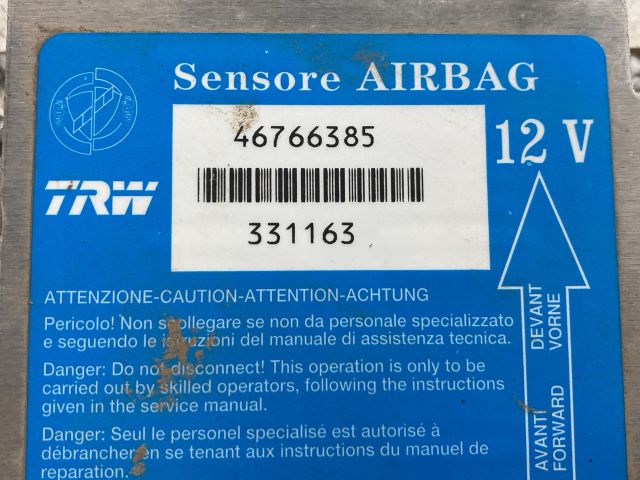 Sensore AIRBAG
46766385
12 V
TRW
331163
ATTENZIONE-CAUTION-ATTENTION-ACHTUNG
Pericolo! Non scollegare se non da personale specializzato
e seguendo le istruzioni del manuale di assistenza tecnica.
Danger: Do not disconnect! This operation is only to be
carried out by skilled operators, following the instructions
given in the service manual.
Danger: Seul le personel specialisé est autorisé à
débrancher en se tenant aux instructions du manuel de
reparation.
DEVANT
VORNE
AVANTI
FORWARD